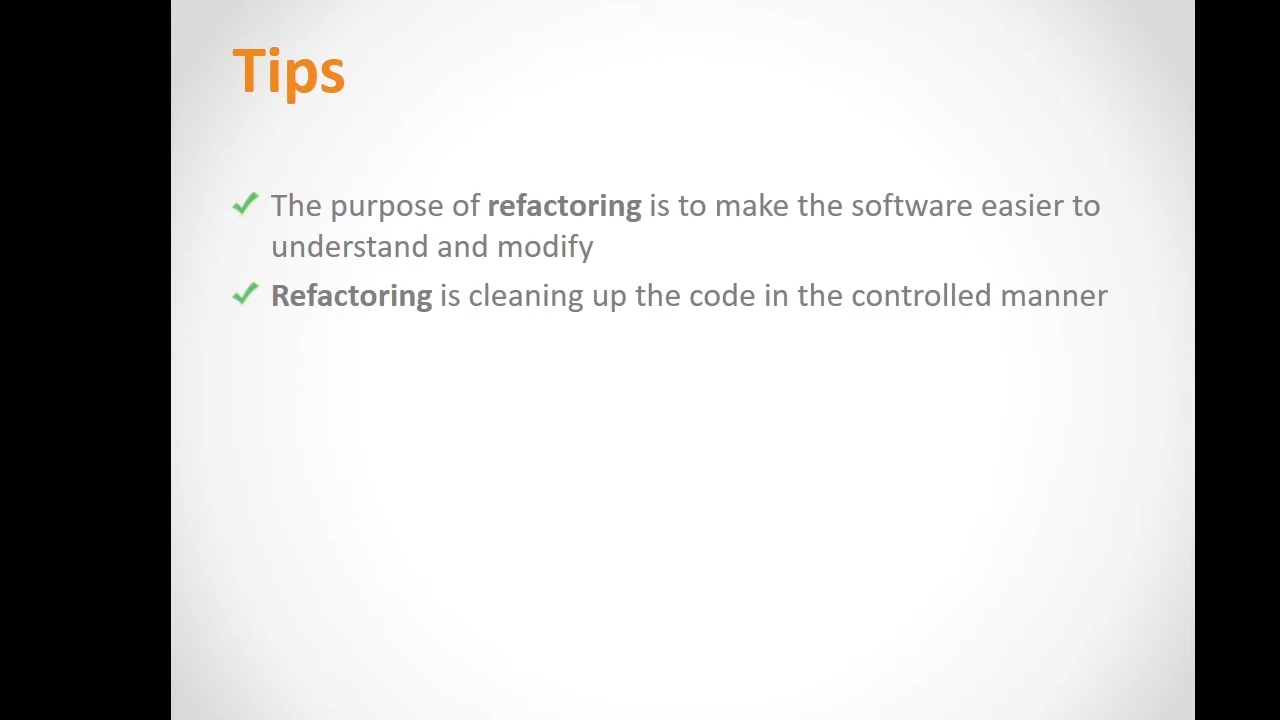 Tips
The purpose of refactoring is to make the software easier to
understand and modify
Refactoring is cleaning up the code in the controlled manner